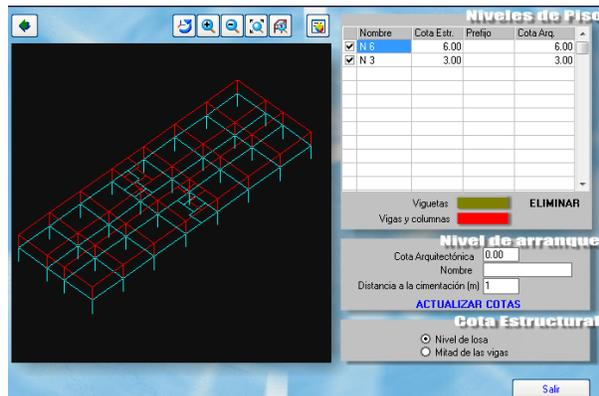 Niveles de Piso
Nombre Cota Estr. Prefijo Cota Arq.
N 6 6.00 6.00
N 3 3.00 3.00
Viguetas ELIMINAR
Vigas y columnas
Nivel de arranque
Cota Arquitectónica 0.00
Nombre
Distancia a la cimentación (m) 1
ACTUALIZAR COTAS
Cota Estructural
Nivel de losa
Mitad de las vigas
Salir